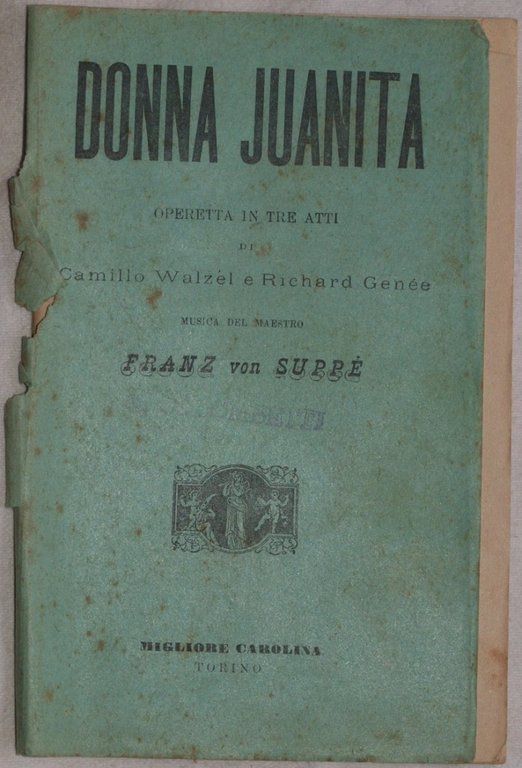 DONNA JUANITA
OPERETTA IN TRE ATTI
DI
Camillo Walzel e Richard Genée
MUSICA DEL MAESTRO
FRANZ von SUPPÈ
MIGLIORE CAROLINA
TORINO